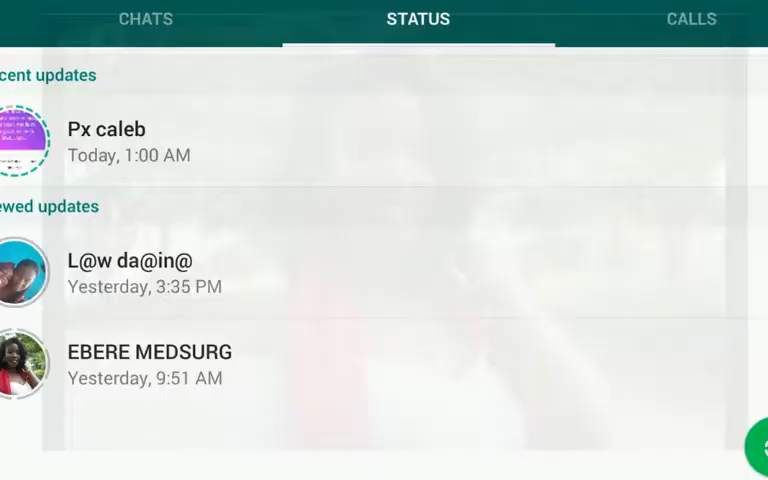 CHATS STATUS CALLS
cent updates
Px caleb
Today, 1:00 AM
ewed updates
L@w da@in@
Yesterday, 3:35 PM
EBERE MEDSURG
Yesterday, 9:51 AM